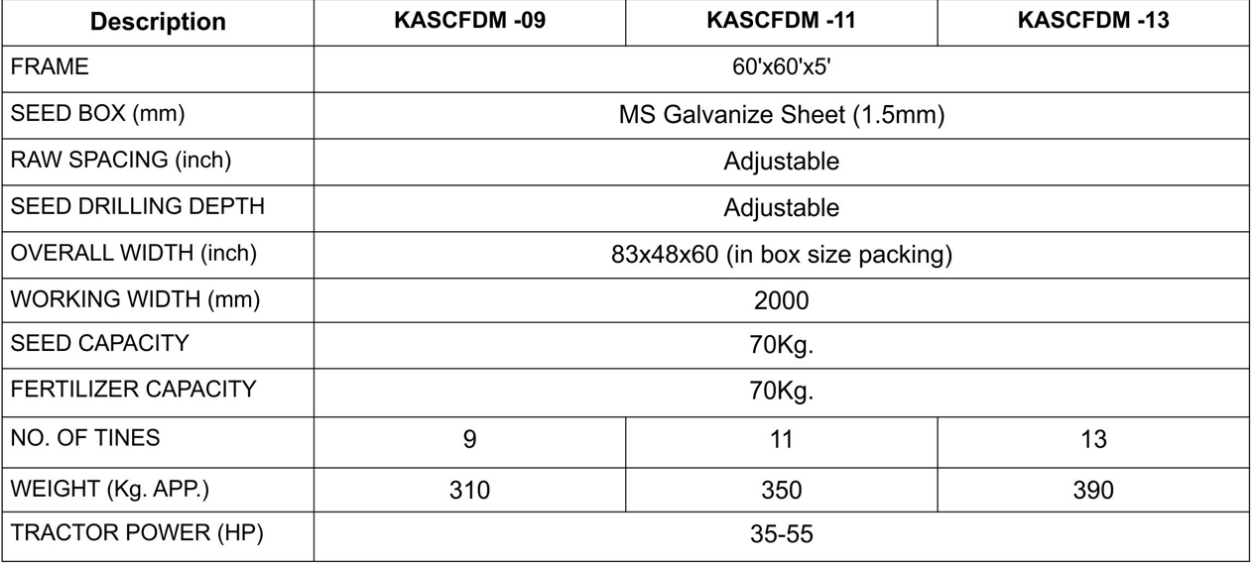 Description KASCFDM -09 KASCFDM -11 KASCFDM -13
FRAME 60'x60'x5'
SEED BOX (mm) MS Galvanize Sheet (1.5mm)
RAW SPACING (inch) Adjustable
SEED DRILLING DEPTH Adjustable
OVERALL WIDTH (inch) 83x48x60 (in box size packing)
WORKING WIDTH (mm) 2000
SEED CAPACITY 70Kg.
FERTILIZER CAPACITY 70Kg.
NO. OF TINES 9 11 13
WEIGHT (Kg. APP.) 310 350 390
TRACTOR POWER (HP) 35-55